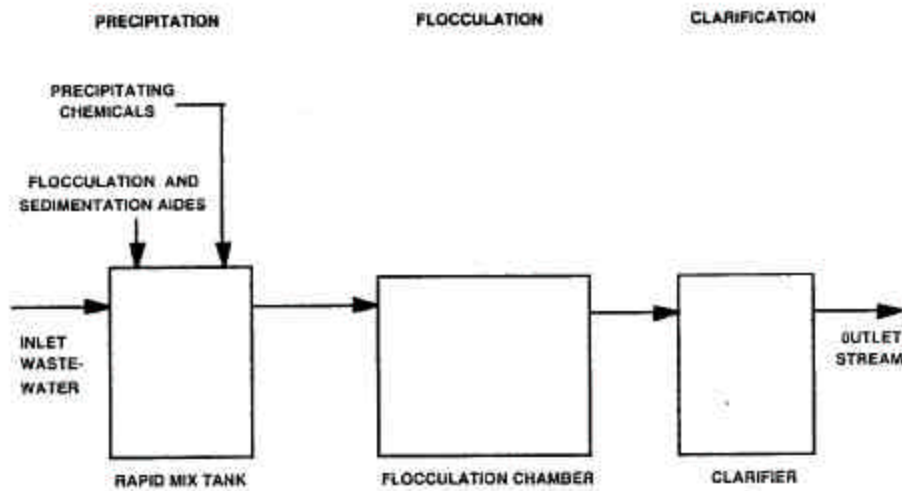 PRECIPITATION
FLOCCULATION
CLARIFICATION
PRECIPITATING
CHEMICALS
FLOCCULATION AND
SEDIMENTATION AIDES
INLET
WASTE-
WATER
OUTLET
STREAM
RAPID MIX TANK
FLOCCULATION CHAMBER
CLARIFIER